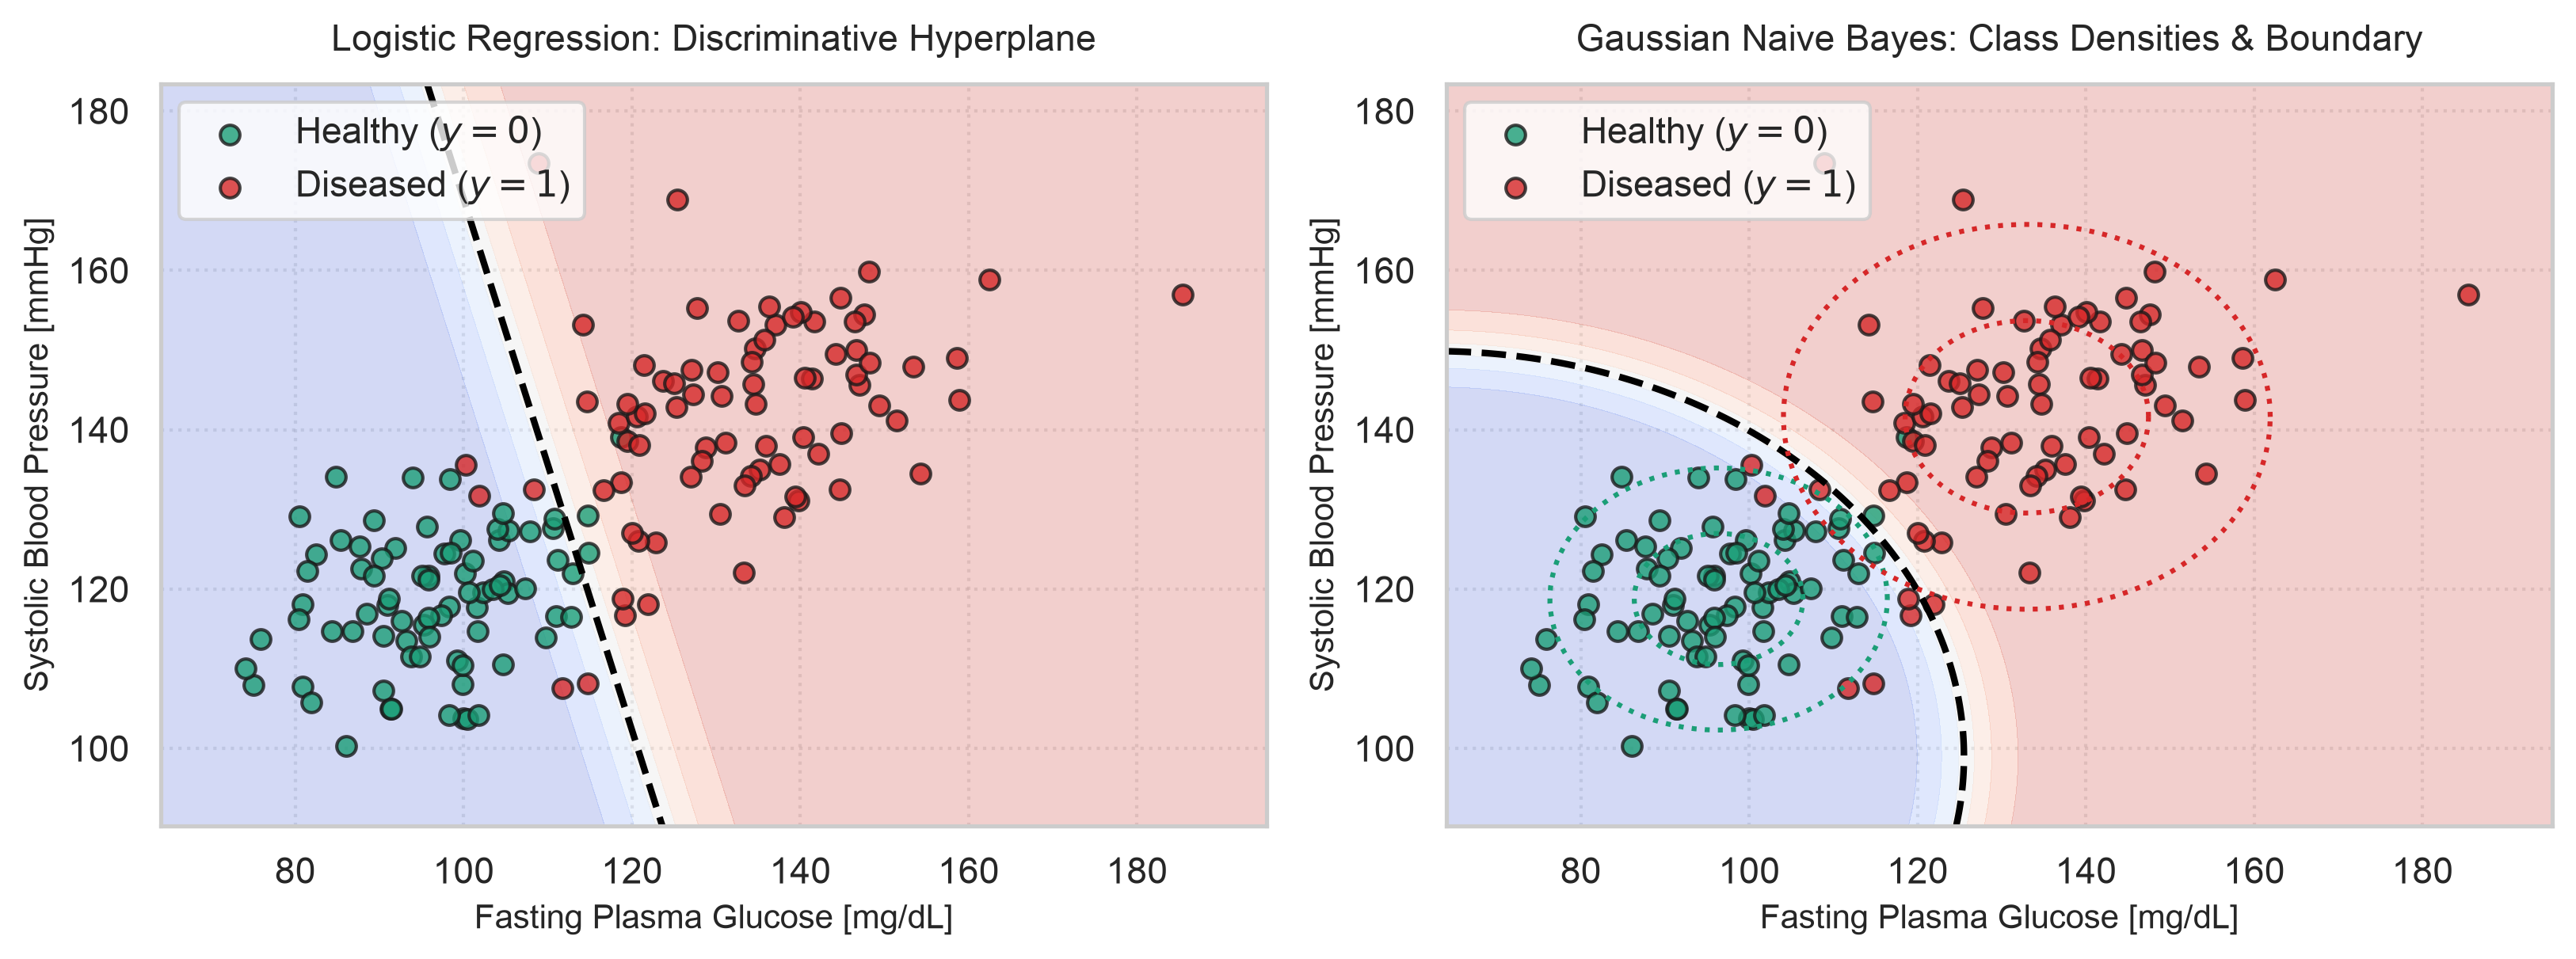 Logistic Regression: Discriminative Hyperplane
180
160
140
120
100
Systolic Blood Pressure [mmHg]
Healthy (y = 0)
Diseased (y = 1)
80 100 120 140 160 180
Fasting Plasma Glucose [mg/dL]
Gaussian Naive Bayes: Class Densities & Boundary
180
160
140
120
100
Systolic Blood Pressure [mmHg]
Healthy (y = 0)
Diseased (y = 1)
80 100 120 140 160 180
Fasting Plasma Glucose [mg/dL]